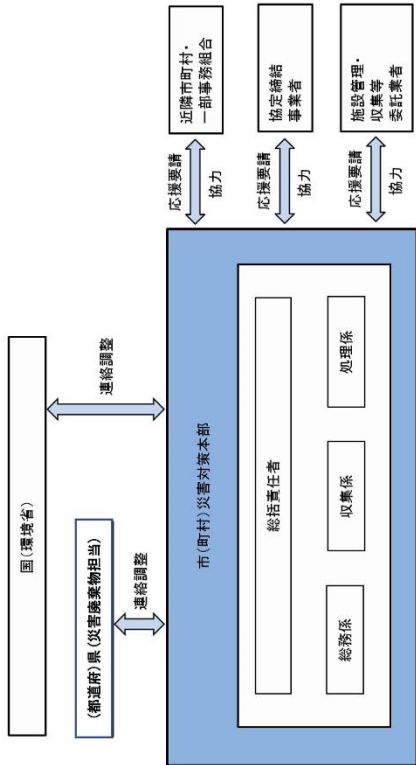 国(環境省)
(都道府)県(災害廃棄物担当)
連絡調整
連絡調整
市(町村)災害対策本部
総括責任者
総務係
収集係
処理係
応援要請
協力
近隣市町村・
一部事務組合
応援要請
協力
協定締結
事業者
応援要請
協力
施設管理・
収集等
委託業者